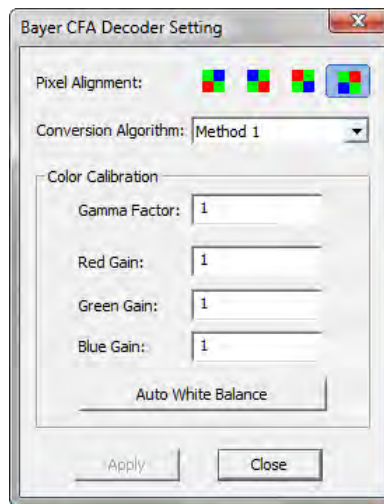 Bayer CFA Decoder Setting
Pixel Alignment:
Conversion Algorithm: Method 1
Color Calibration
Gamma Factor: 1
Red Gain: 1
Green Gain: 1
Blue Gain: 1
Auto White Balance
Apply Close